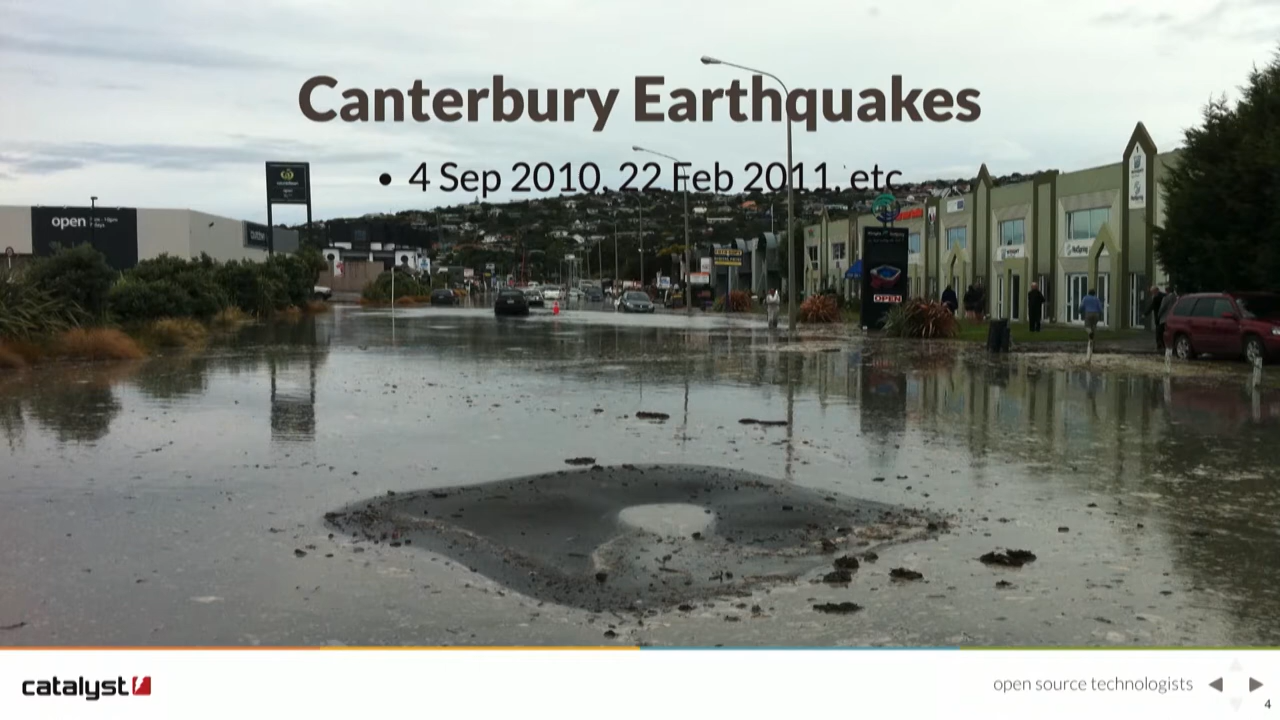 Canterbury Earthquakes
• 4 Sep 2010, 22 Feb 2011, etc
open
OPEN
catalyst
open source technologists
4